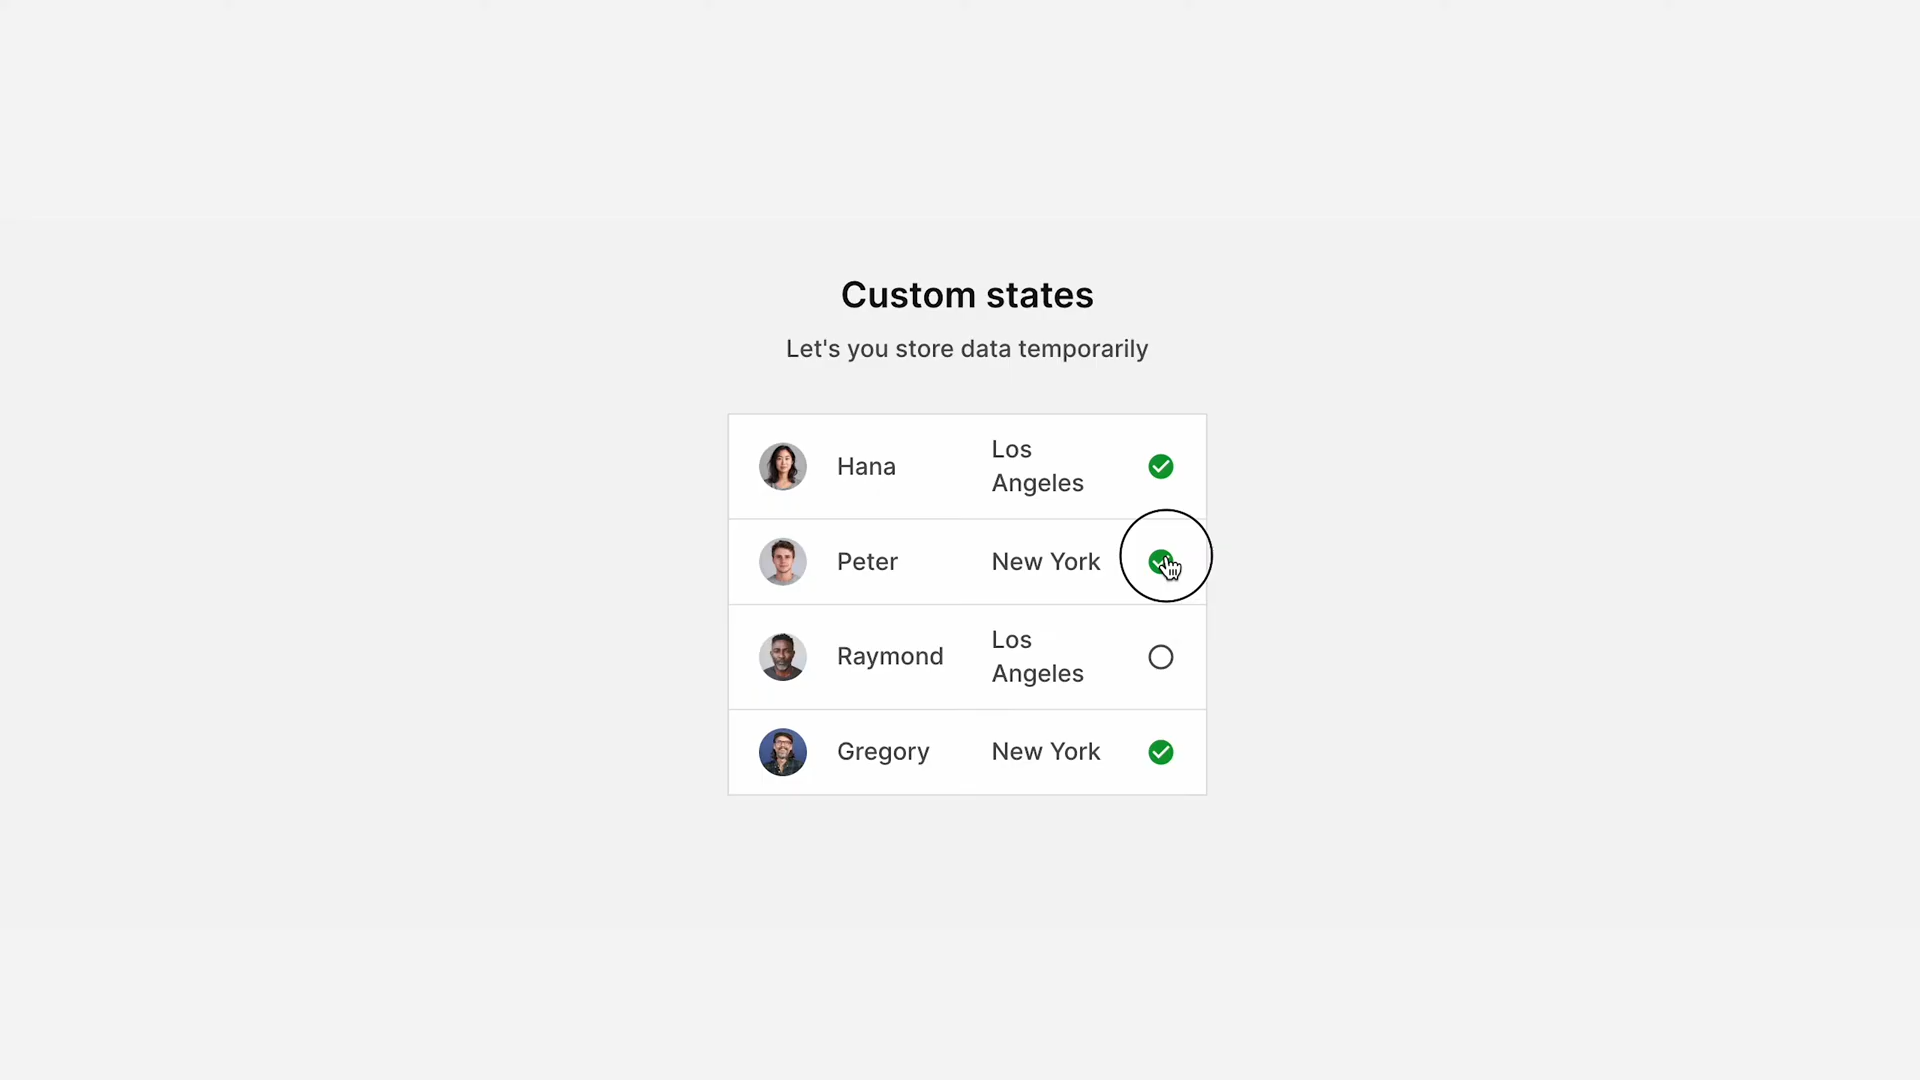 Custom states
Let's you store data temporarily
Hana
Los
Angeles
Peter
New York
Raymond
Los
Angeles
Gregory
New York